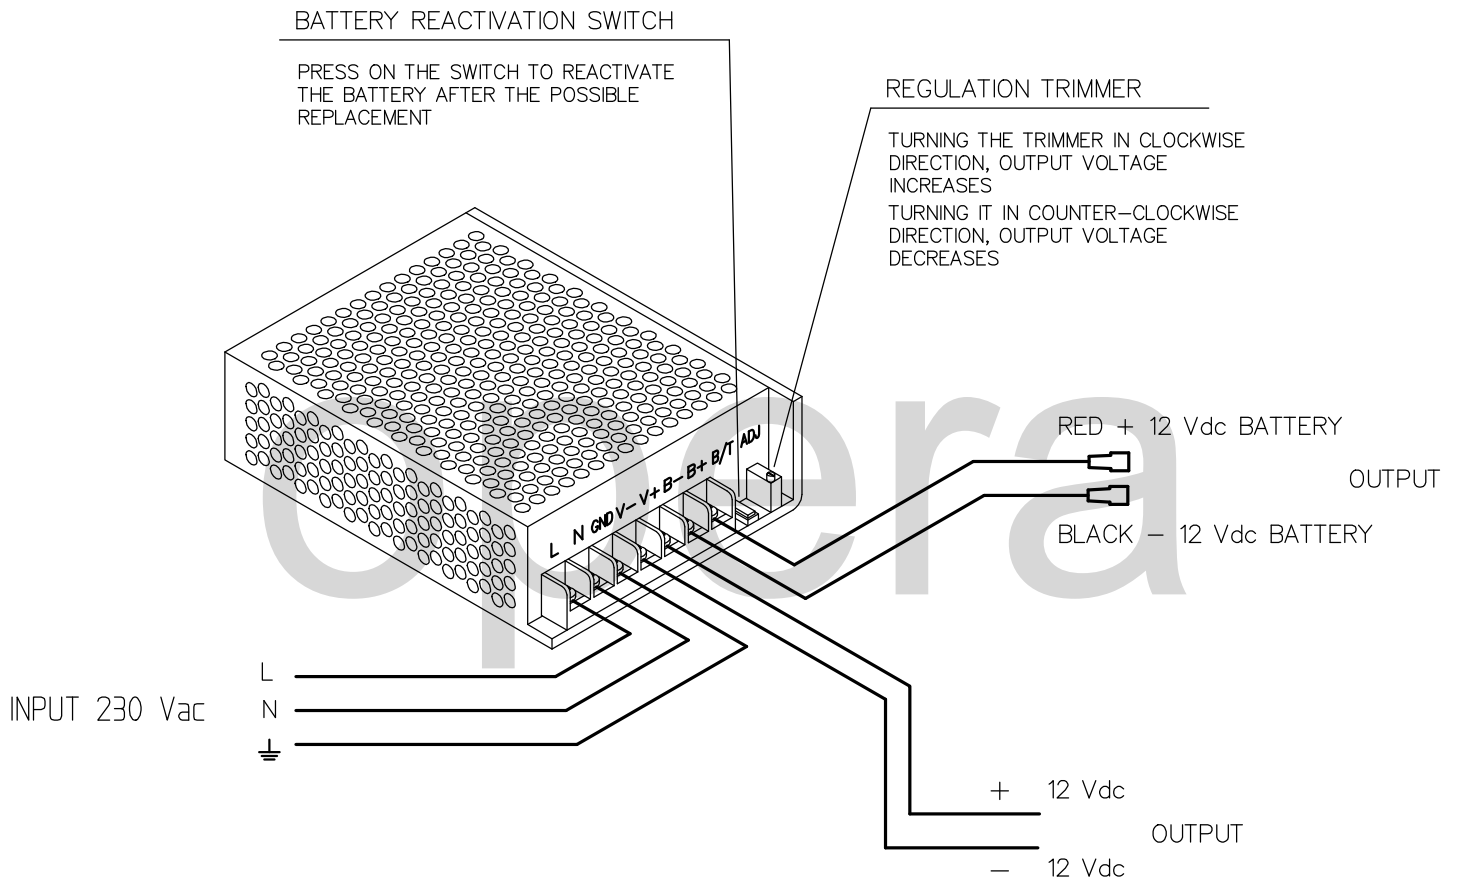 BATTERY REACTIVATION SWITCH
PRESS ON THE SWITCH TO REACTIVATE
THE BATTERY AFTER THE POSSIBLE
REPLACEMENT
REGULATION TRIMMER
TURNING THE TRIMMER IN CLOCKWISE
DIRECTION, OUTPUT VOLTAGE
INCREASES
TURNING IT IN COUNTER-CLOCKWISE
DIRECTION, OUTPUT VOLTAGE
DECREASES
opera
L N GND V- V+ B- B+ B/T ADJ
RED + 12 Vdc BATTERY
OUTPUT
BLACK - 12 Vdc BATTERY
L
INPUT 230 Vac N
+ 12 Vdc
OUTPUT
- 12 Vdc